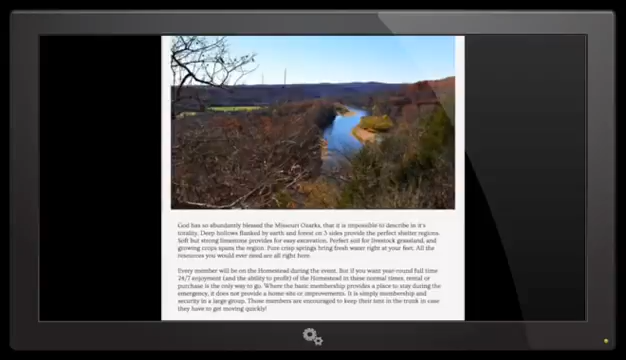 God has so abundantly blessed the Missouri Ozarks, that it is impossible to describe in it's
totality. Deep hollows flanked by earth and forest on 3 sides provide the perfect shelter regions.
Soft but strong limestone provides for easy excavation. Perfect soil for livestock grassland, and
growing crops spans the region. Pure crisp springs bring fresh water right at your feet. All the
resources you would ever need are all right here.
Every member will be on the Homestead during the event. But if you want year-round full time
24/7 enjoyment (and the ability to profit) of the Homestead in these normal times, rental or
purchase is the only way to go. Where the basic membership provides a place to stay during the
emergency, it does not provide a home-site or improvements. It is simply membership and
security in a large group. Those members are encouraged to keep their tent in the trunk in case
they have to get moving quickly!